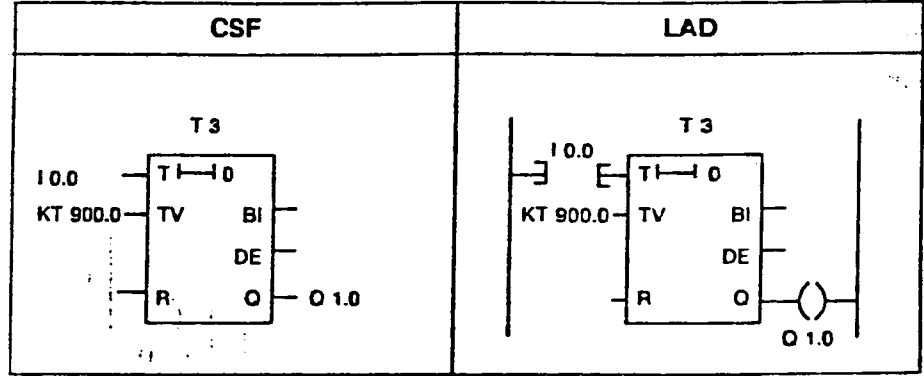 CSF
LAD
T 3
I 0.0
T 0
KT 900.0
TV
BI
DE
R
Q
Q 1.0
T 3
I 0.0
T 0
KT 900.0
TV
BI
DE
R
Q
Q 1.0